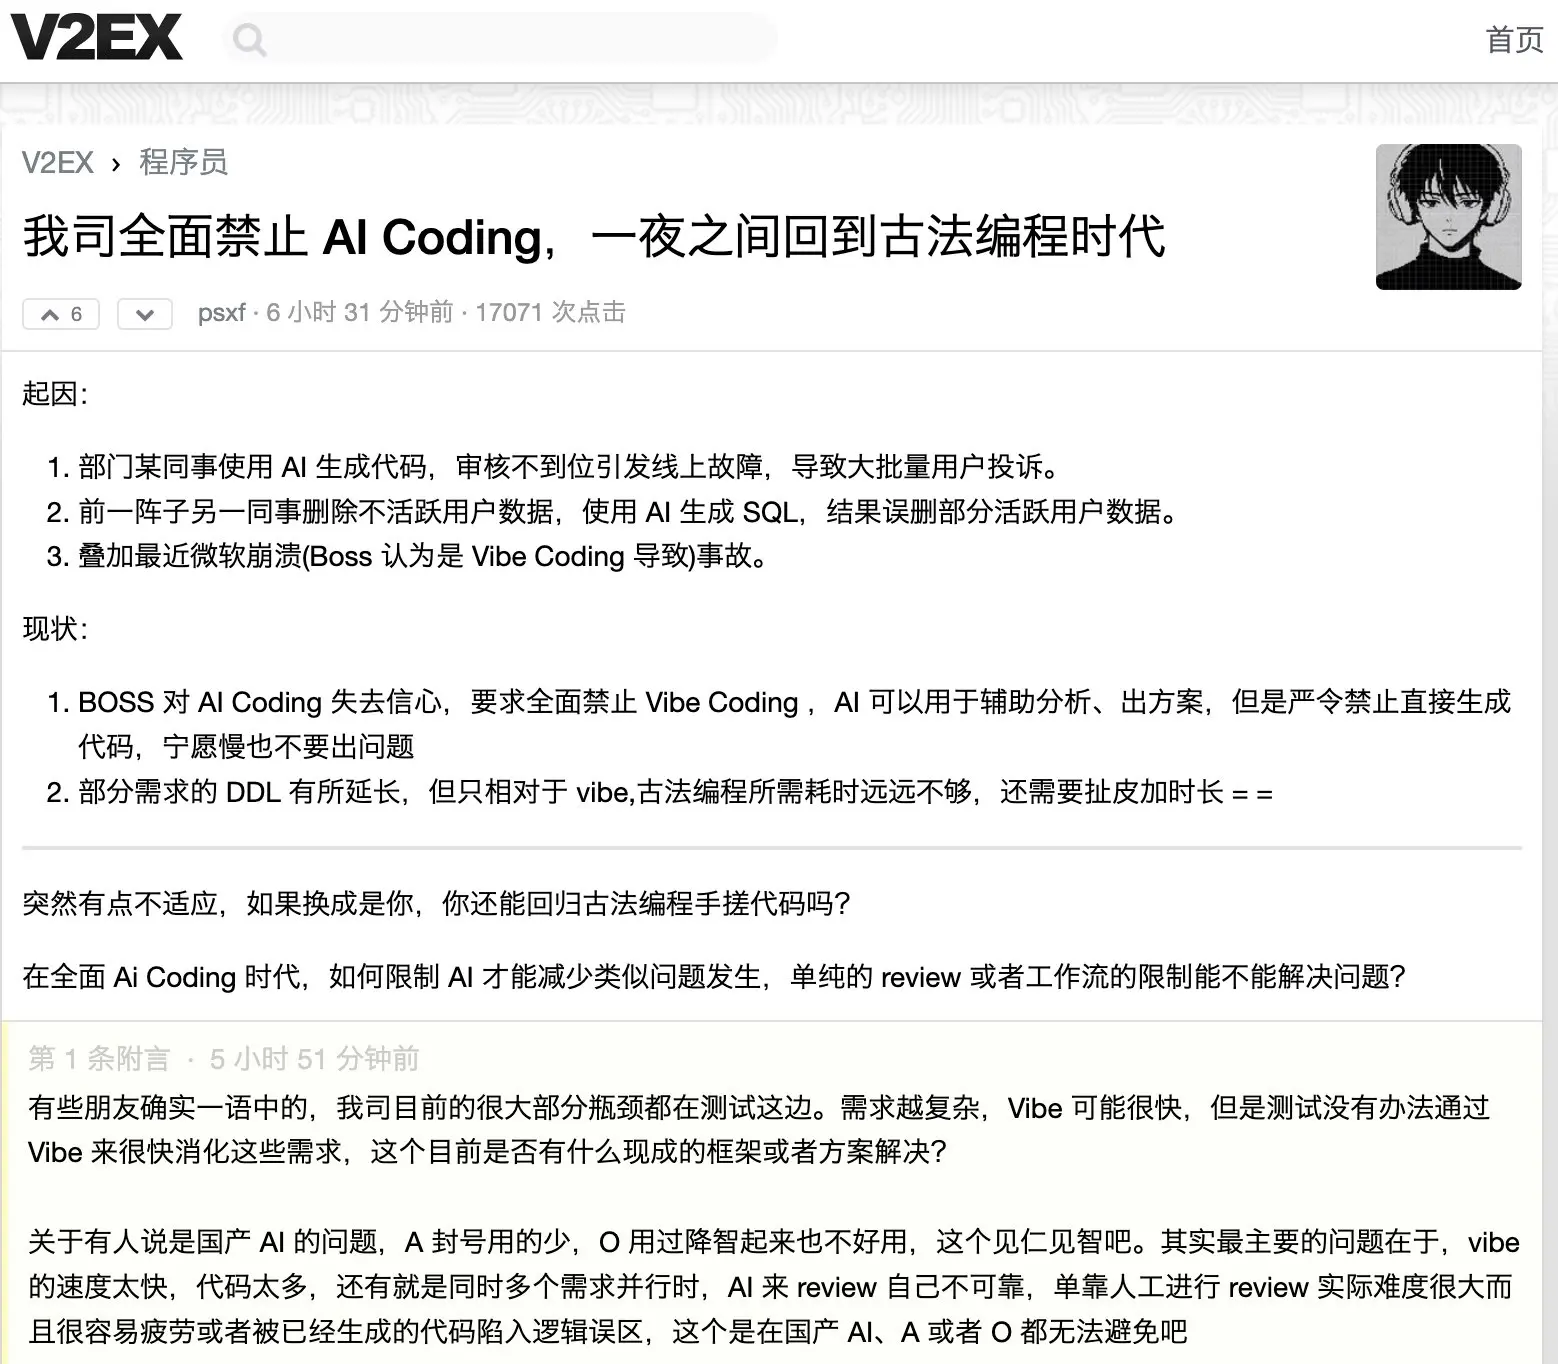 V2EX
首页
V2EX › 程序员
我司全面禁止 AI Coding，一夜之间回到古法编程时代
6 psxf · 6 小时 31 分钟前 · 17071 次点击
起因：
1. 部门某同事使用 AI 生成代码，审核不到位引发线上故障，导致大批量用户投诉。
2. 前一阵子另一同事删除不活跃用户数据，使用 AI 生成 SQL，结果误删部分活跃用户数据。
3. 叠加最近微软崩溃(Boss 认为是 Vibe Coding 导致)事故。
现状：
1. BOSS 对 AI Coding 失去信心，要求全面禁止 Vibe Coding ，AI 可以用于辅助分析、出方案，但是严令禁止直接生成
代码，宁愿慢也不要出问题
2. 部分需求的 DDL 有所延长，但只相对于 vibe,古法编程所需耗时远远不够，还需要扯皮加时长 = =
突然有点不适应，如果换成是你，你还能回归古法编程手搓代码吗？
在全面 Ai Coding 时代，如何限制 AI 才能减少类似问题发生，单纯的 review 或者工作流的限制能不能解决问题？
第 1 条附言 · 5 小时 51 分钟前
有些朋友确实一语中的，我司目前的很大部分瓶颈都在测试这边。需求越复杂，Vibe 可能很快，但是测试没有办法通过
Vibe 来很快消化这些需求，这个目前是否有什么现成的框架或者方案解决？
关于有人说是国产 AI 的问题，A 封号用的少，O 用过降智起来也不好用，这个见仁见智吧。其实最主要的问题在于，vibe
的速度太快，代码太多，还有就是同时多个需求并行时，AI 来 review 自己不可靠，单靠人工进行 review 实际难度很大而
且很容易疲劳或者被已经生成的代码陷入逻辑误区，这个是在国产 AI、A 或者 O 都无法避免吧